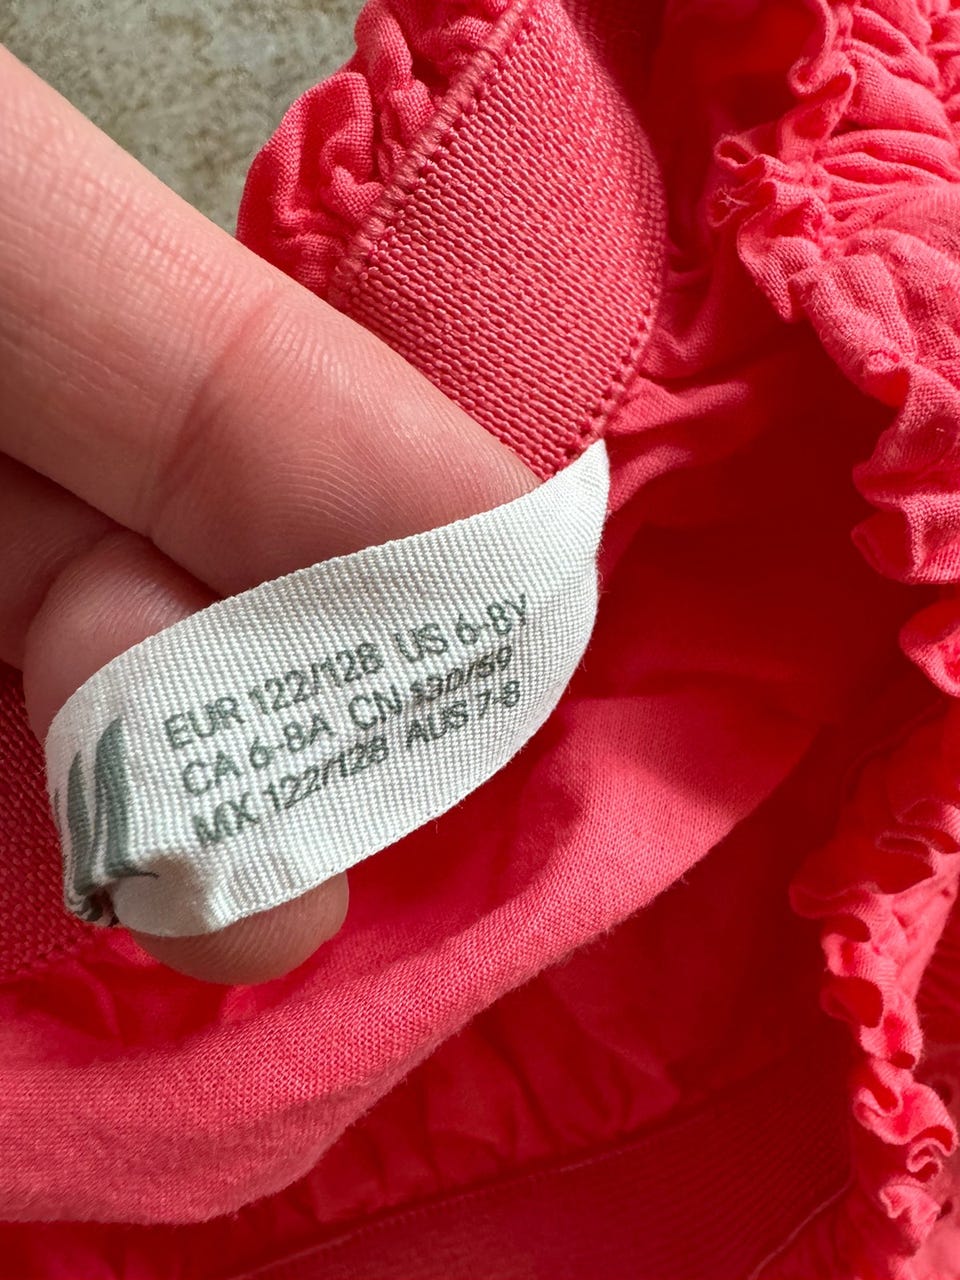 EUR 122/128 US 6-8Y
CA 6-8A CN 130/59
MX 122/128 AUS 7-8